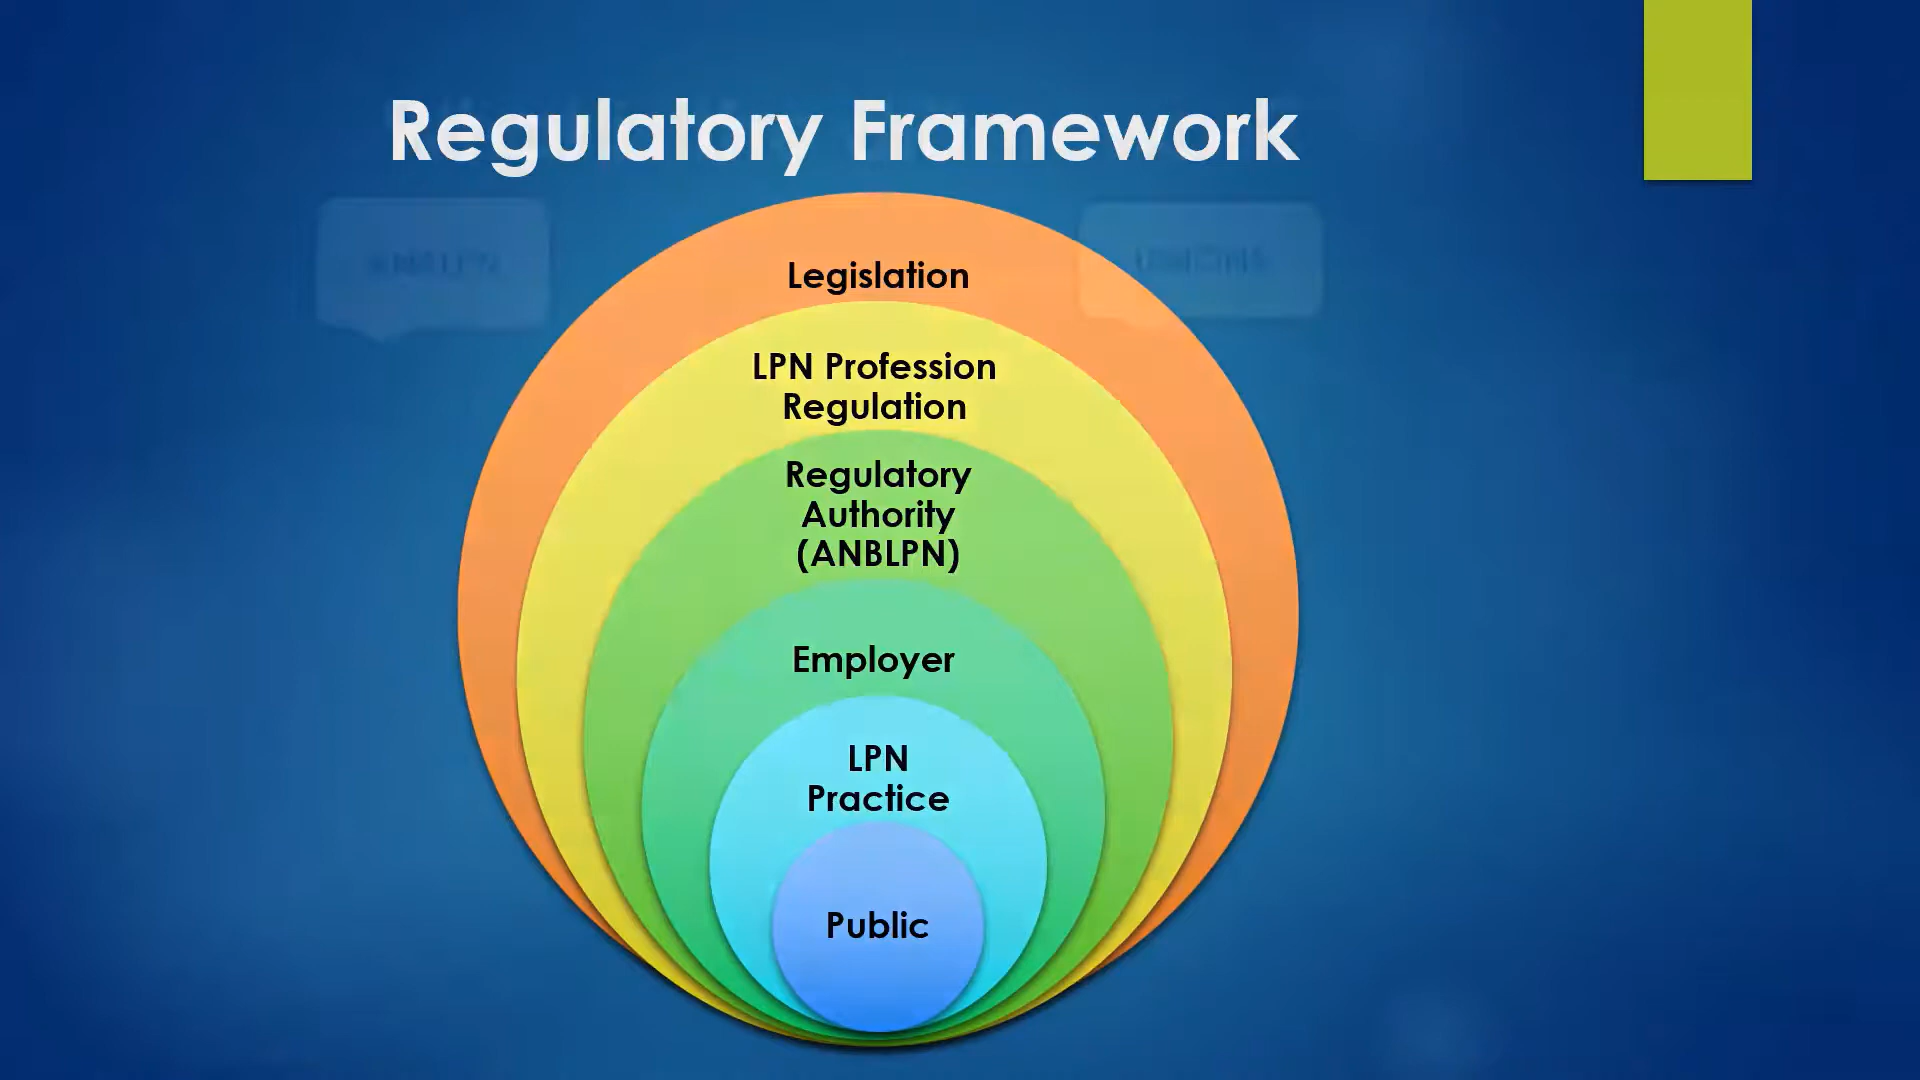 Regulatory Framework
Legislation
LPN Profession
Regulation
Regulatory
Authority
(ANBLPN)
Employer
LPN
Practice
Public